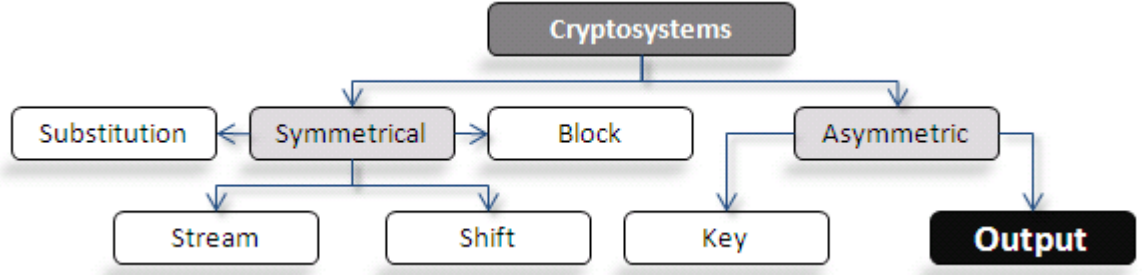 Cryptosystems
Substitution
Symmetrical
Block
Asymmetric
Stream
Shift
Key
Output